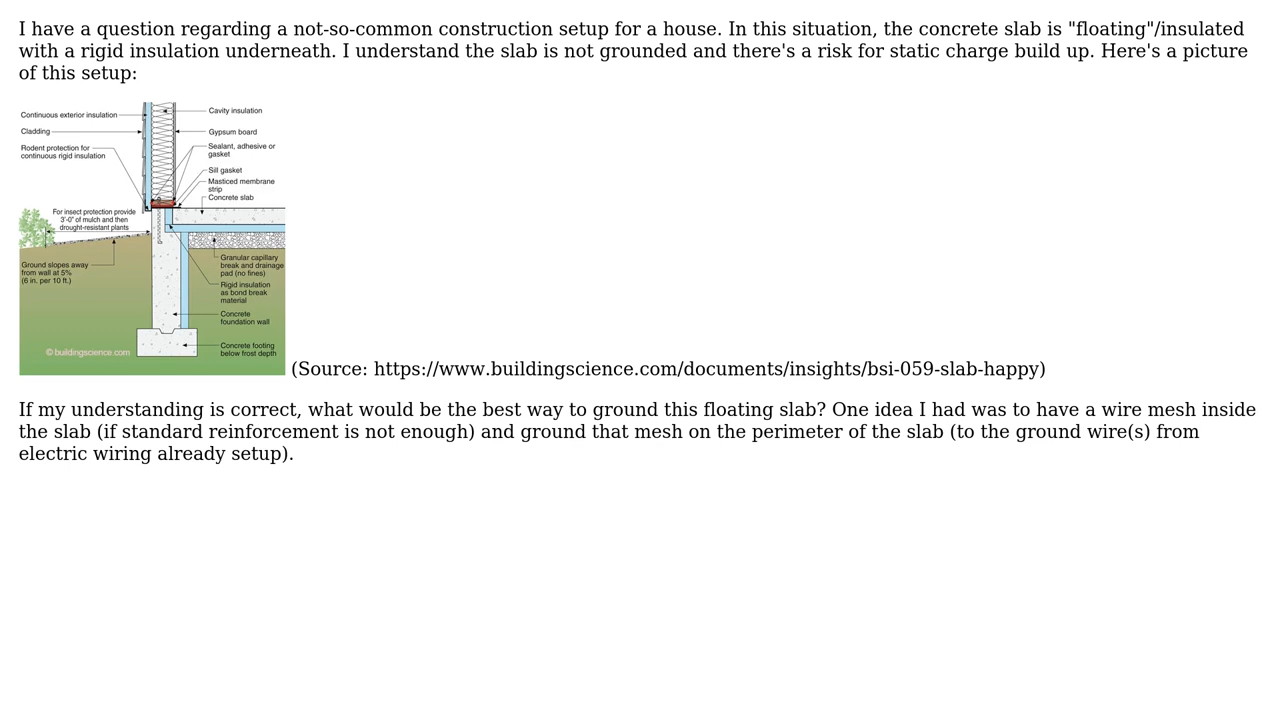 I have a question regarding a not-so-common construction setup for a house. In this situation, the concrete slab is "floating"/insulated
with a rigid insulation underneath. I understand the slab is not grounded and there's a risk for static charge build up. Here's a picture
of this setup:
Continuous exterior insulation
Cladding
Rodent protection for
continuous rigid insulation
Cavity insulation
Gypsum board
Sealant, adhesive or
gasket
Sill gasket
Masticed membrane
strip
Concrete slab
For insect protection provide
3'-0" of mulch and then
drought-resistant plants
Ground slopes away
from wall at 5%
(6 in. per 10 ft.)
Granular capillary
break and drainage
pad (no fines)
Rigid insulation
as bond break
material
Concrete
foundation wall
Concrete footing
below frost depth
© buildingscience.com
(Source: https://www.buildingscience.com/documents/insights/bsi-059-slab-happy)
If my understanding is correct, what would be the best way to ground this floating slab? One idea I had was to have a wire mesh inside
the slab (if standard reinforcement is not enough) and ground that mesh on the perimeter of the slab (to the ground wire(s) from
electric wiring already setup).